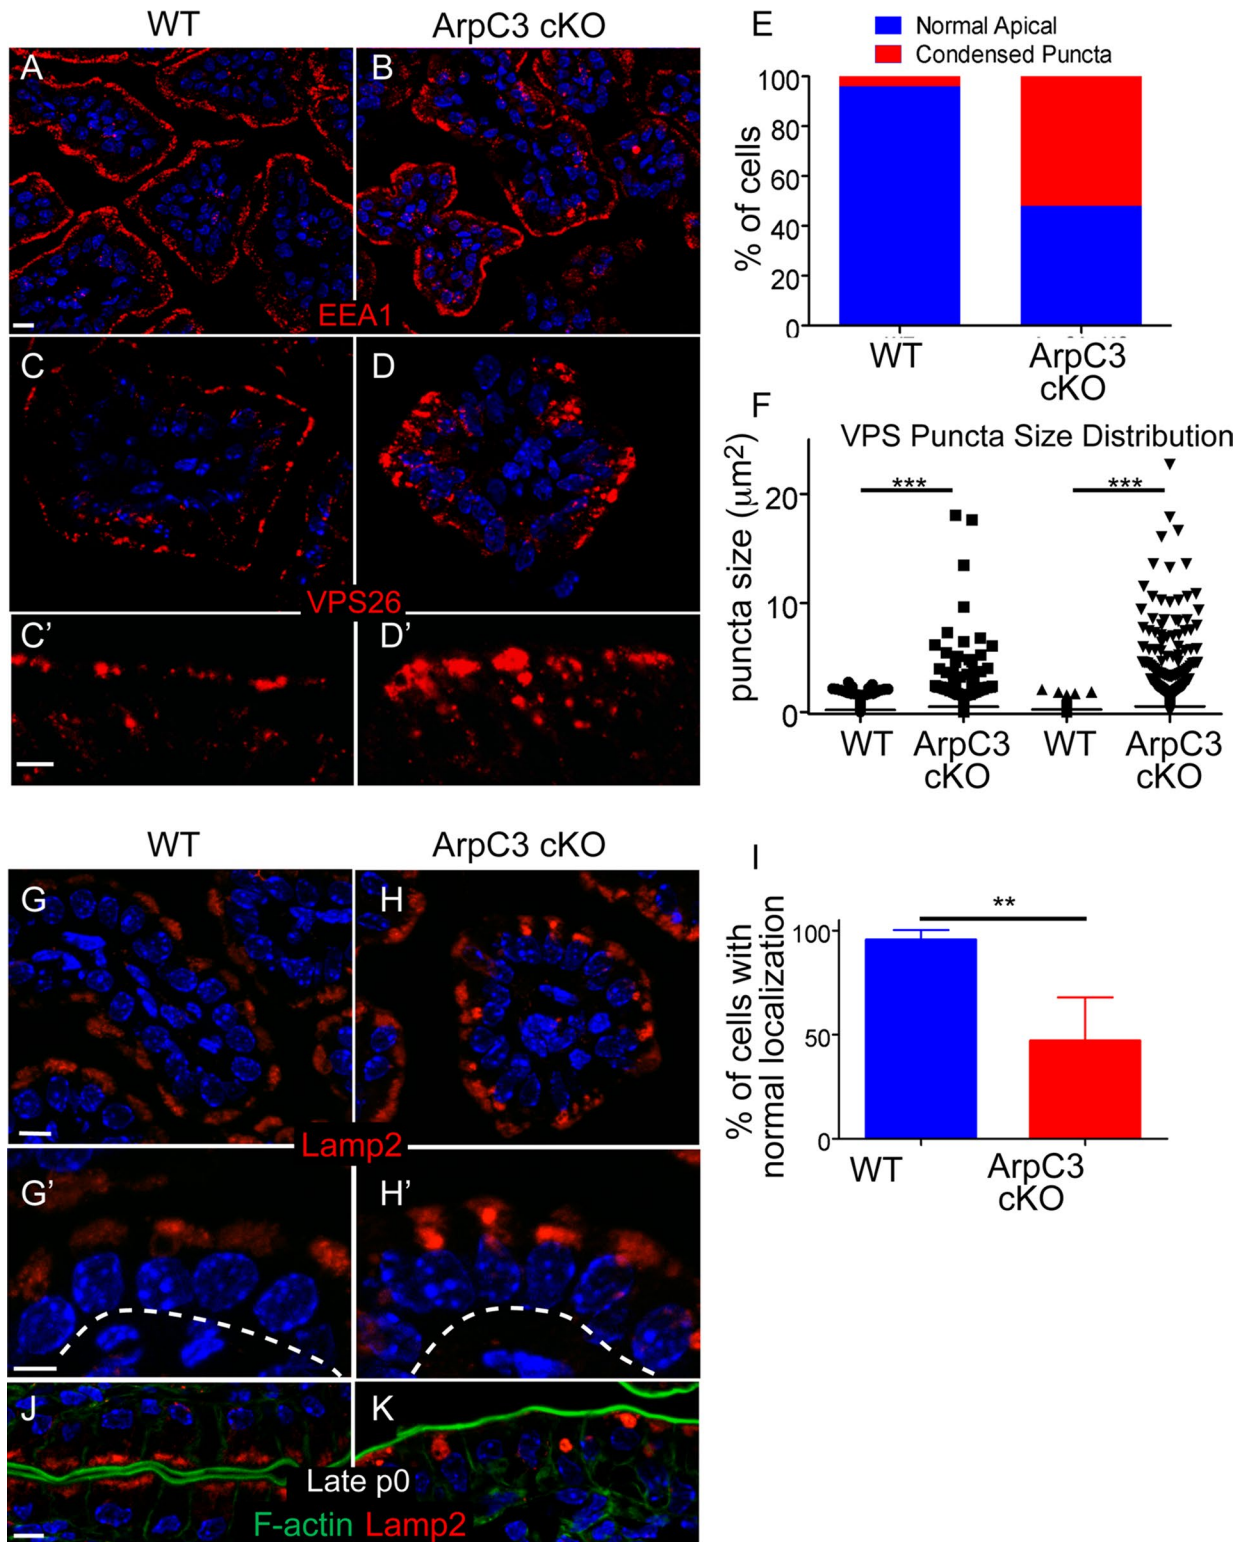 WT
ArpC3 cKO
A
B
EEA1
C
D
VPS26
C’
D’
E
Normal Apical
Condensed Puncta
% of cells
100
80
60
40
20
0
WT
ArpC3
cKO
F
VPS Puncta Size Distribution
puncta size (μm²)
20
10
0
***
***
WT
ArpC3
cKO
WT
ArpC3
cKO
WT
ArpC3 cKO
G
H
Lamp2
G’
H’
J
K
Late p0
F-actin Lamp2
I
% of cells with
normal localization
100
50
0
**
WT
ArpC3
cKO